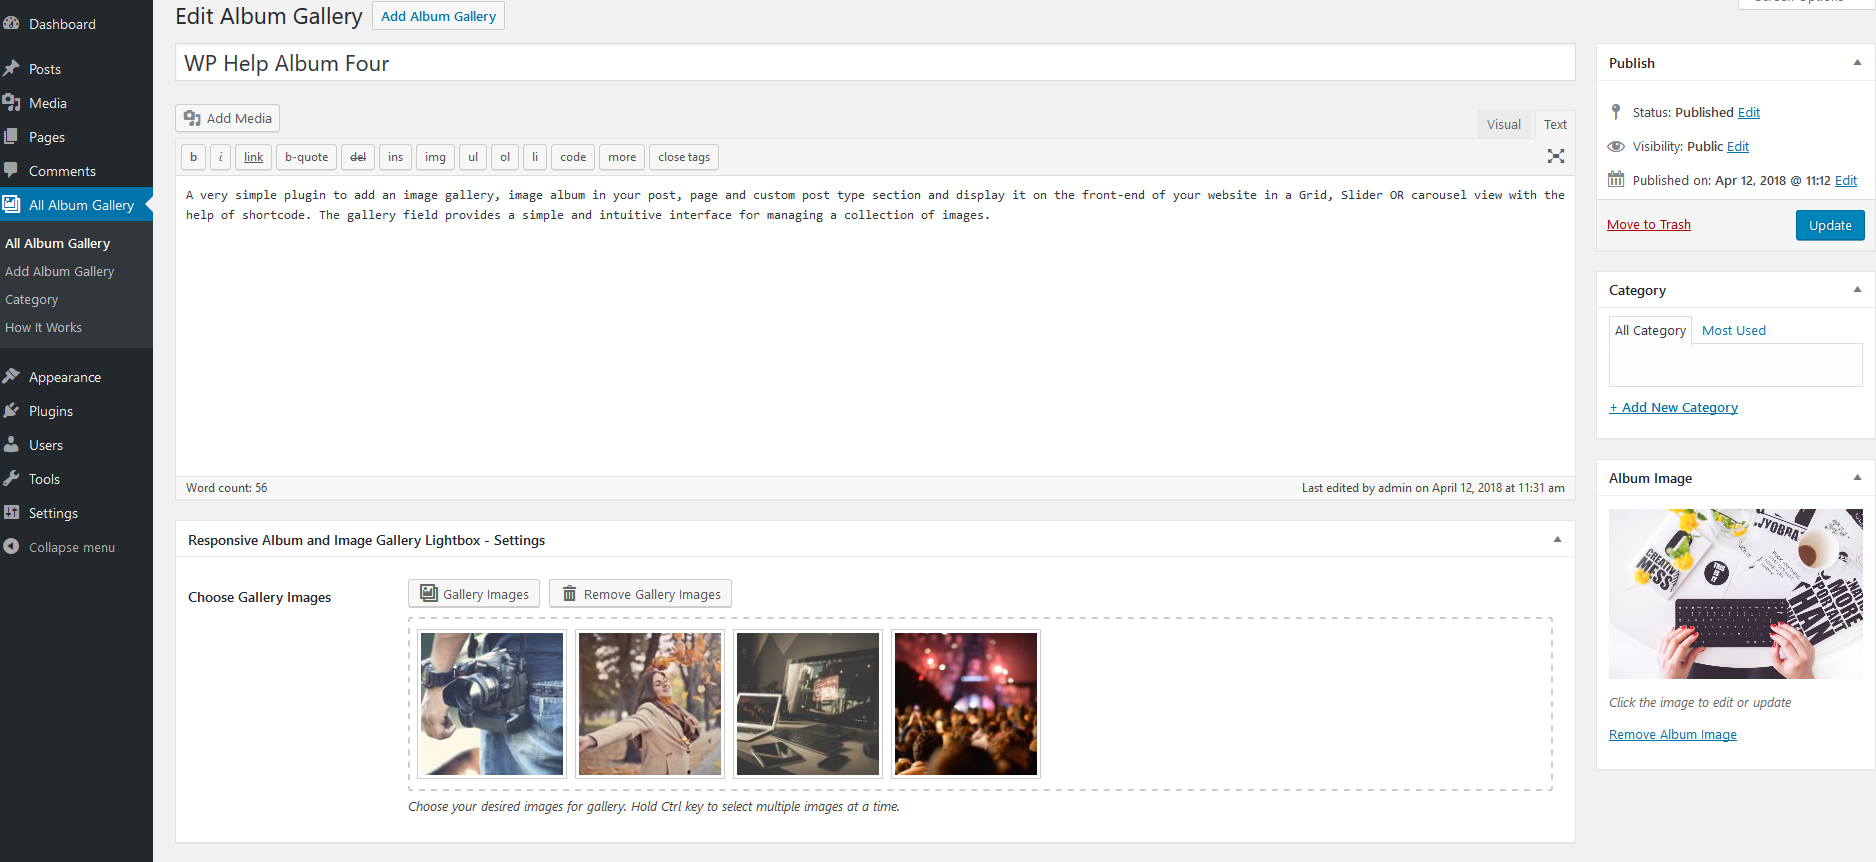 Dashboard
Posts
Media
Pages
Comments
All Album Gallery
All Album Gallery
Add Album Gallery
Category
How It Works
Appearance
Plugins
Users
Tools
Settings
Collapse menu
Edit Album Gallery
Add Album Gallery
WP Help Album Four
Add Media
Visual
Text
b
i
link
b-quote
del
ins
img
ul
ol
li
code
more
close tags
A very simple plugin to add an image gallery, image album in your post, page and custom post type section and display it on the front-end of your website in a Grid, Slider OR carousel view with the
help of shortcode. The gallery field provides a simple and intuitive interface for managing a collection of images.
Word count: 56
Last edited by admin on April 12, 2018 at 11:31 am
Responsive Album and Image Gallery Lightbox - Settings
Choose Gallery Images
Gallery Images
Remove Gallery Images
Choose your desired images for gallery. Hold Ctrl key to select multiple images at a time.
Publish
Status: Published Edit
Visibility: Public Edit
Published on: Apr 12, 2018 @ 11:12 Edit
Move to Trash
Update
Category
All Category
Most Used
+ Add New Category
Album Image
MESS
THIS
IS IT
MORE
THAN
Click the image to edit or update
Remove Album Image